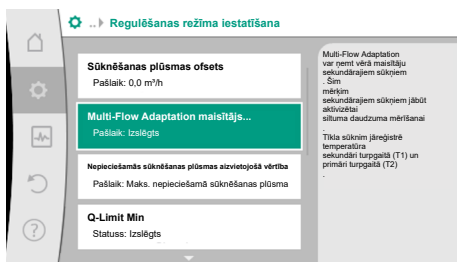 ..▸ Regulēšanas režīma iestatīšana
Sūknēšanas plūsmas ofsets
Pašlaik: 0,0 m³/h
Multi-Flow Adaptation maisītājs...
Pašlaik: Izslēgts
Nepieciešamās sūknēšanas plūsmas aizvietojošā vērtība
Pašlaik: Maks. nepieciešamā sūknēšanas plūsma
Q-Limit Min
Statuss: Izslēgts
Multi-Flow Adaptation
var ņemt vērā maisītāju
sekundārajiem sūkņiem
. Šim
mērķim
sekundārajiem sūkņiem jābūt
aktivizētai
siltuma daudzuma mērīšanai
.
Tīkla sūknim jāreģistrē
temperatūra
sekundāri turpgaitā (T1) un
primāri turpgaitā (T2)
.